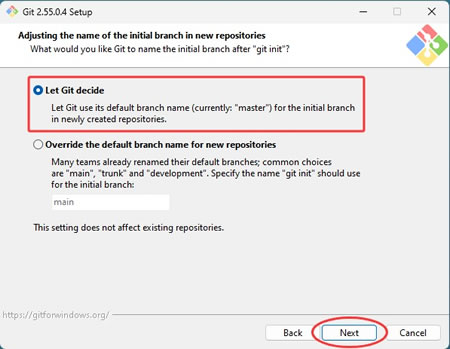 Git 2.55.0.4 Setup
Adjusting the name of the initial branch in new repositories
What would you like Git to name the initial branch after "git init"?
Let Git decide
Let Git use its default branch name (currently: "master") for the initial branch
in newly created repositories.
Override the default branch name for new repositories
Many teams already renamed their default branches; common choices
are "main", "trunk" and "development". Specify the name "git init" should use
for the initial branch:
main
This setting does not affect existing repositories.
https://gitforwindows.org/
Back
Next
Cancel